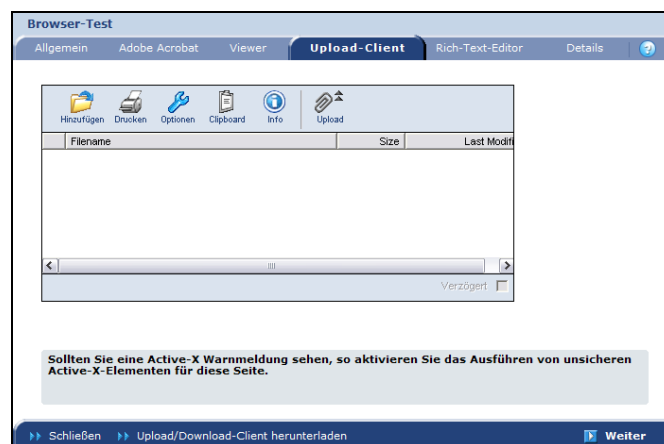 Browser-Test
Allgemein Adobe Acrobat Viewer Upload-Client Rich-Text-Editor Details ?
Hinzufügen Drucken Optionen Clipboard Info Upload
Filename Size Last Modifi
Verzögert
Sollten Sie eine Active-X Warnmeldung sehen, so aktivieren Sie das Ausführen von unsicheren
Active-X-Elementen für diese Seite.
Schließen Upload/Download-Client herunterladen Weiter